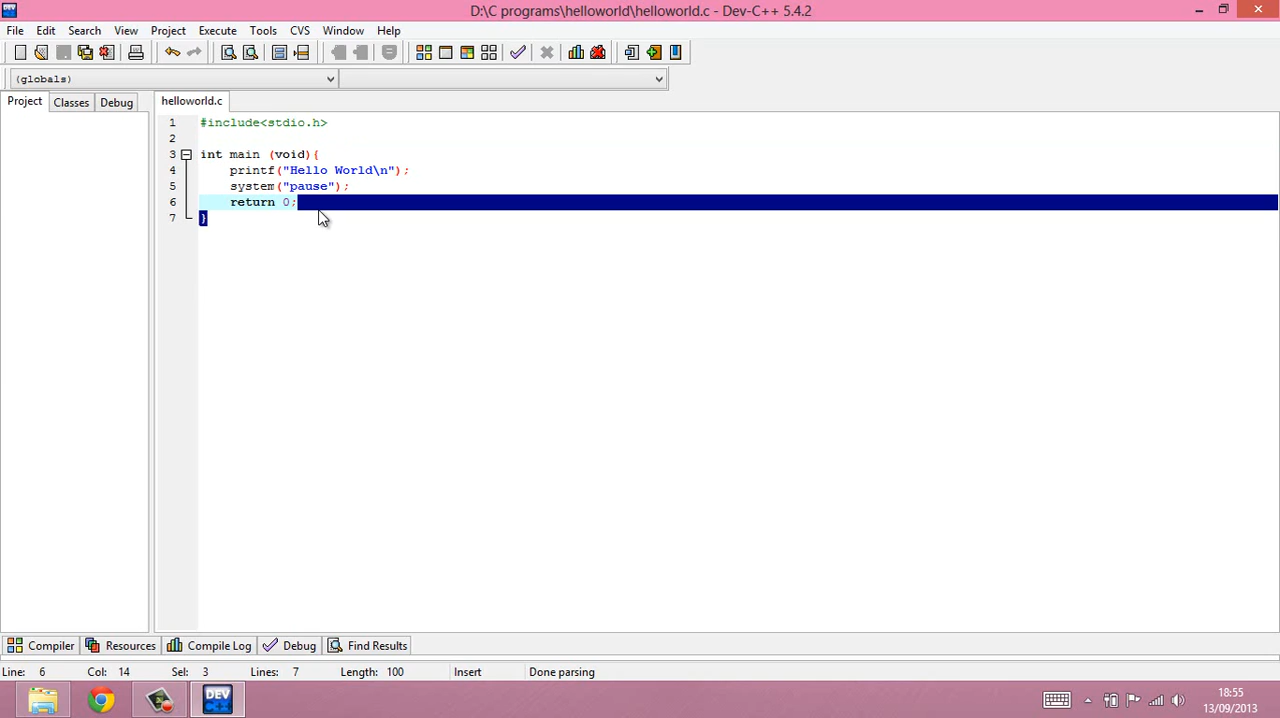 D:\C programs\helloworld\helloworld.c - Dev-C++ 5.4.2
File Edit Search View Project Execute Tools CVS Window Help
(globals)
Project Classes Debug helloworld.c
1 #include<stdio.h>
2
3 int main (void){
4 printf("Hello World\n");
5 system("pause");
6 return 0;
7 }
Compiler Resources Compile Log Debug Find Results
Line: 6 Col: 14 Sel: 3 Lines: 7 Length: 100 Insert Done parsing
DEV 18:55
13/09/2013